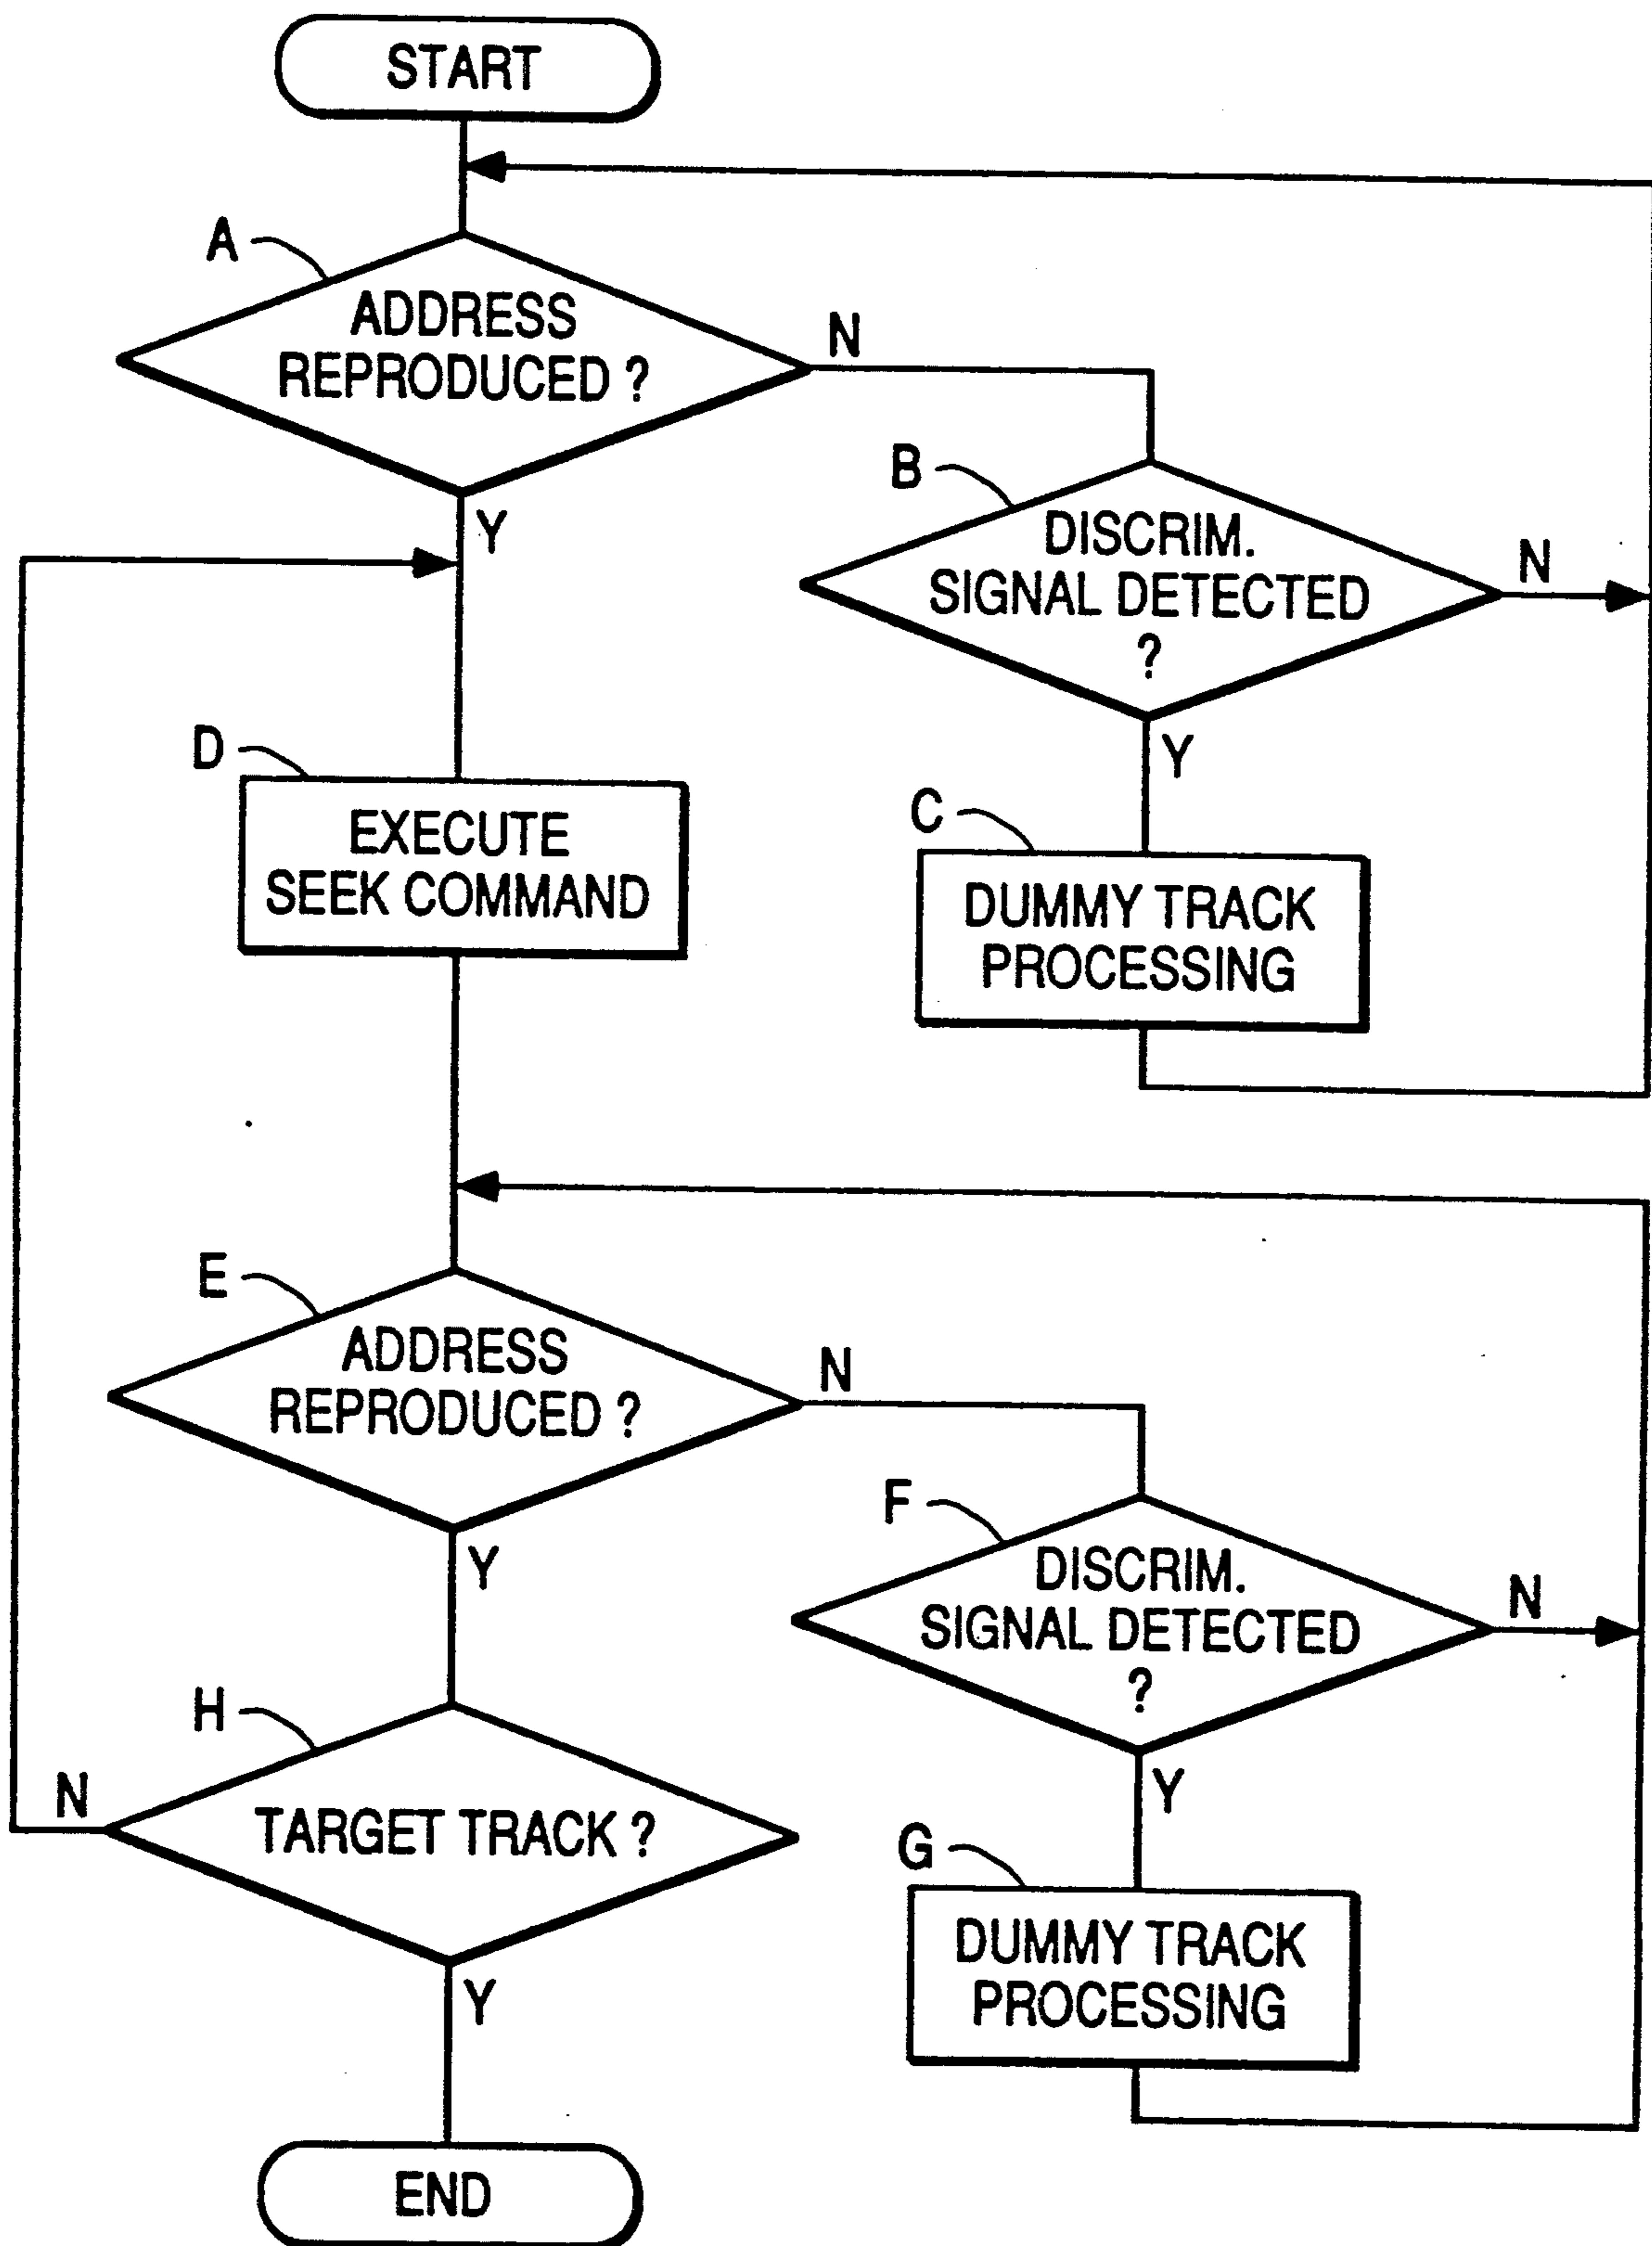 START
A
ADDRESS
REPRODUCED ?
N
Y
B
DISCRIM.
SIGNAL DETECTED
?
N
Y
D
EXECUTE
SEEK COMMAND
C
DUMMY TRACK
PROCESSING
E
ADDRESS
REPRODUCED ?
N
Y
F
DISCRIM.
SIGNAL DETECTED
?
N
Y
H
TARGET TRACK ?
N
Y
G
DUMMY TRACK
PROCESSING
END